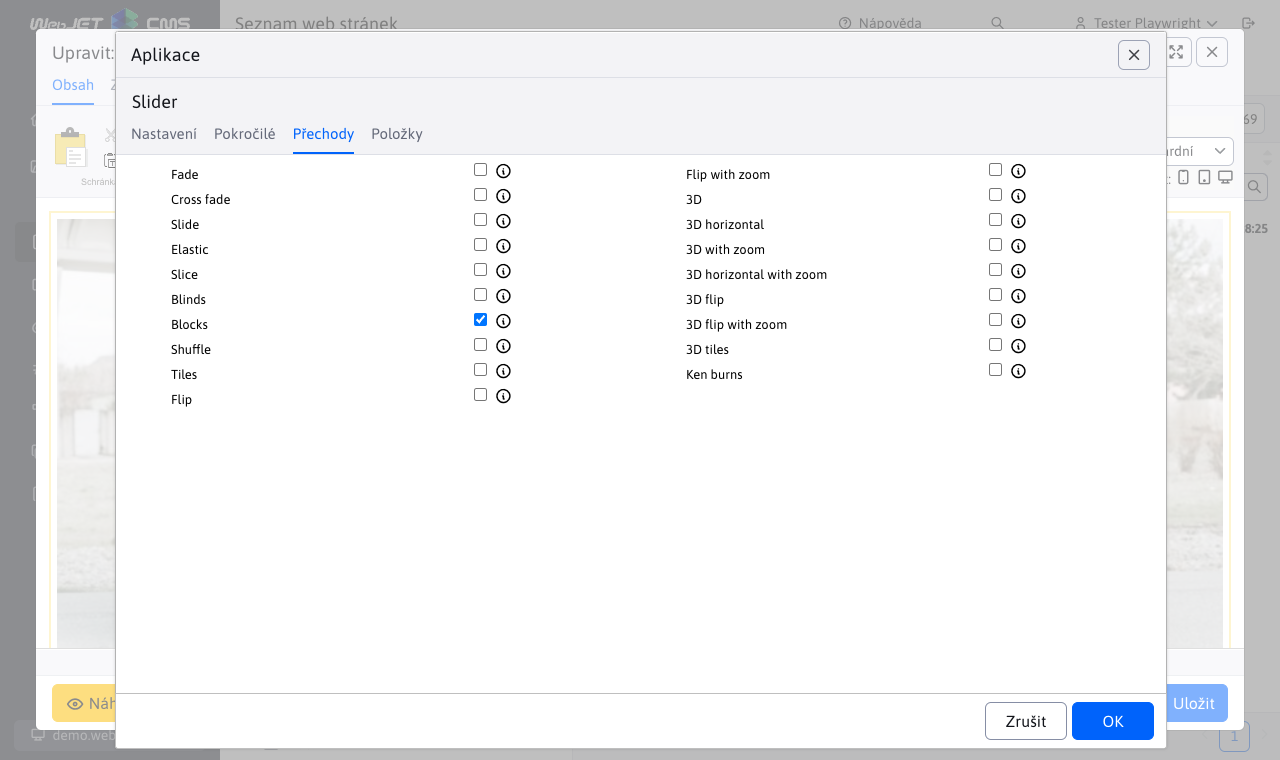 WebJET CMS
Seznam web stránek
Nápověda
Tester Playwright
Upravit:
Aplikace
Obsah
Slider
Nastavení
Pokročilé
Přechody
Položky
Fade
Cross fade
Slide
Elastic
Slice
Blinds
Blocks
Shuffle
Tiles
Flip
Flip with zoom
3D
3D horizontal
3D with zoom
3D horizontal with zoom
3D flip
3D flip with zoom
3D tiles
Ken burns
69
8:25
Zrušit
OK
Uložit
demo.web
1